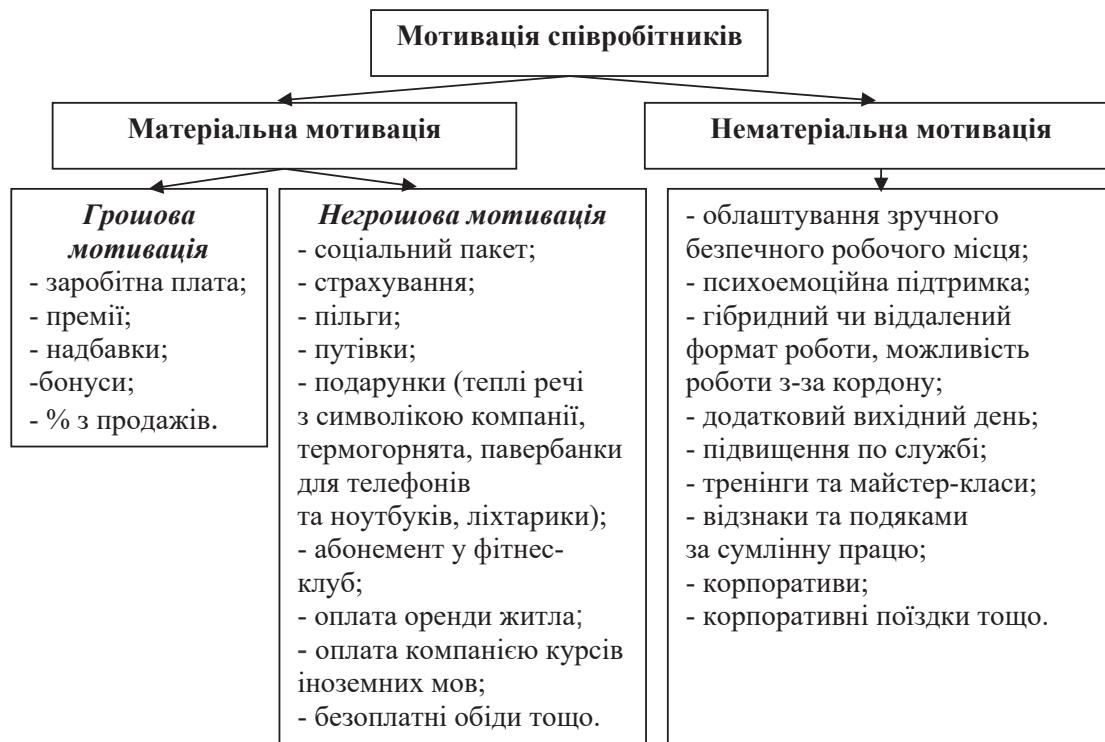 Мотивація співробітників
Матеріальна мотивація
Нематеріальна мотивація
Грошова
мотивація
- заробітна плата;
- премії;
- надбавки;
-бонуси;
- % з продажів.
Негрошова мотивація
- соціальний пакет;
- страхування;
- пільги;
- путівки;
- подарунки (теплі речі
з символікою компанії,
термогорнята, павербанки
для телефонів
та ноутбуків, ліхтарики);
- абонемент у фітнес-
клуб;
- оплата оренди житла;
- оплата компанією курсів
іноземних мов;
- безоплатні обіди тощо.
- облаштування зручного
безпечного робочого місця;
- психоемоційна підтримка;
- гібридний чи віддалений
формат роботи, можливість
роботи з-за кордону;
- додатковий вихідний день;
- підвищення по службі;
- тренінги та майстер-класи;
- відзнаки та подяками
за сумлінну працю;
- корпоративи;
- корпоративні поїздки тощо.